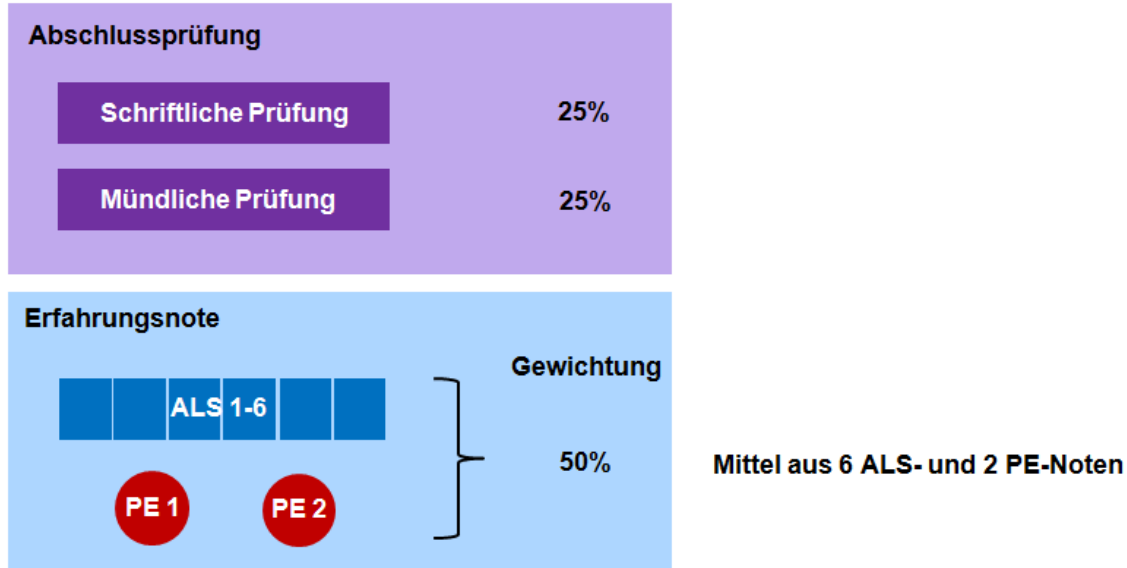 Abschlussprüfung
Schriftliche Prüfung 25%
Mündliche Prüfung 25%
Erfahrungsnote
Gewichtung
ALS 1-6
50% Mittel aus 6 ALS- und 2 PE-Noten
PE 1 PE 2